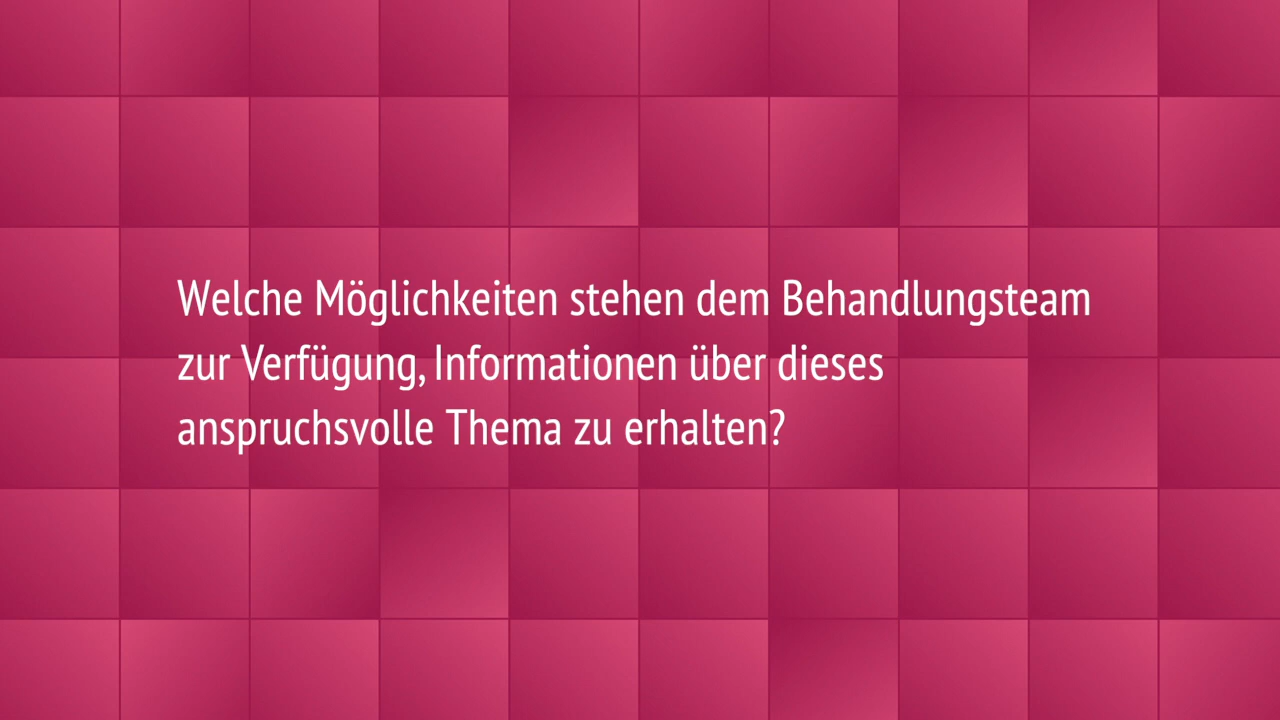 Welche Möglichkeiten stehen dem Behandlungsteam
zur Verfügung, Informationen über dieses
anspruchsvolle Thema zu erhalten?